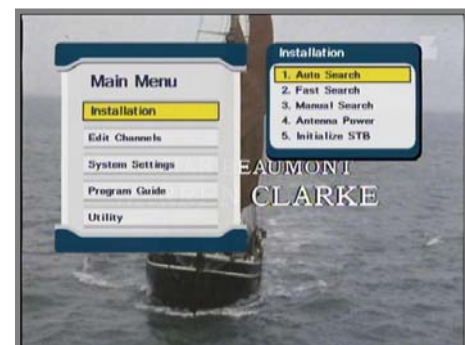 Main Menu
Installation
Edit Channels
System Settings
Program Guide
Utility
Installation
1. Auto Search
2. Fast Search
3. Manual Search
4. Antenna Power
5. Initialize STB
BEAUMONT
CLARKE